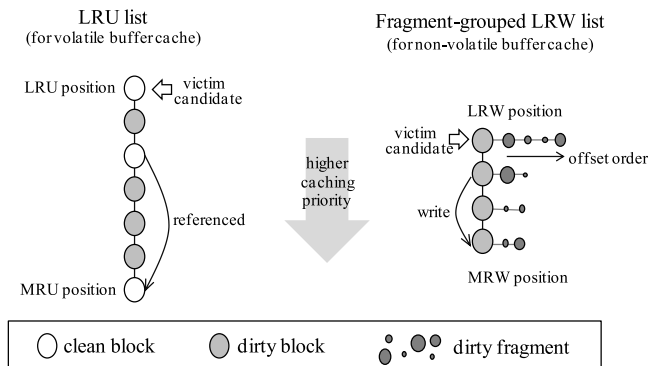 LRU list
(for volatile buffer cache)
Fragment-grouped LRW list
(for non-volatile buffer cache)
LRU position
victim
candidate
referenced
MRU position
higher
caching
priority
LRW position
victim
candidate
offset order
write
MRW position
clean block
dirty block
dirty fragment